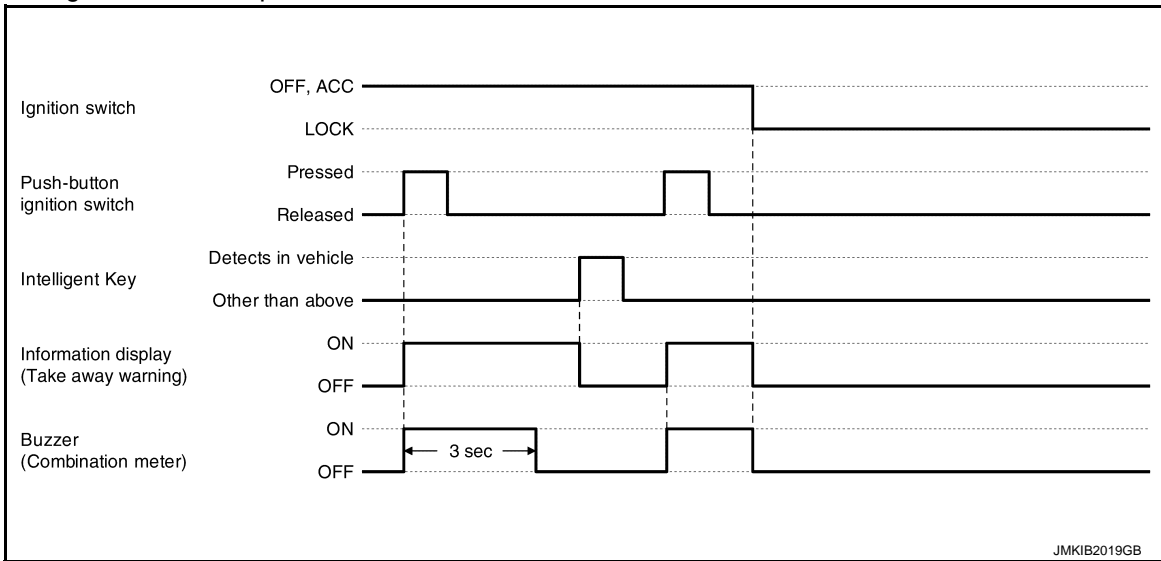 Ignition switch
OFF, ACC
LOCK
Push-button
ignition switch
Pressed
Released
Intelligent Key
Detects in vehicle
Other than above
Information display
(Take away warning)
ON
OFF
Buzzer
(Combination meter)
ON
3 sec
OFF
JMKIB2019GB